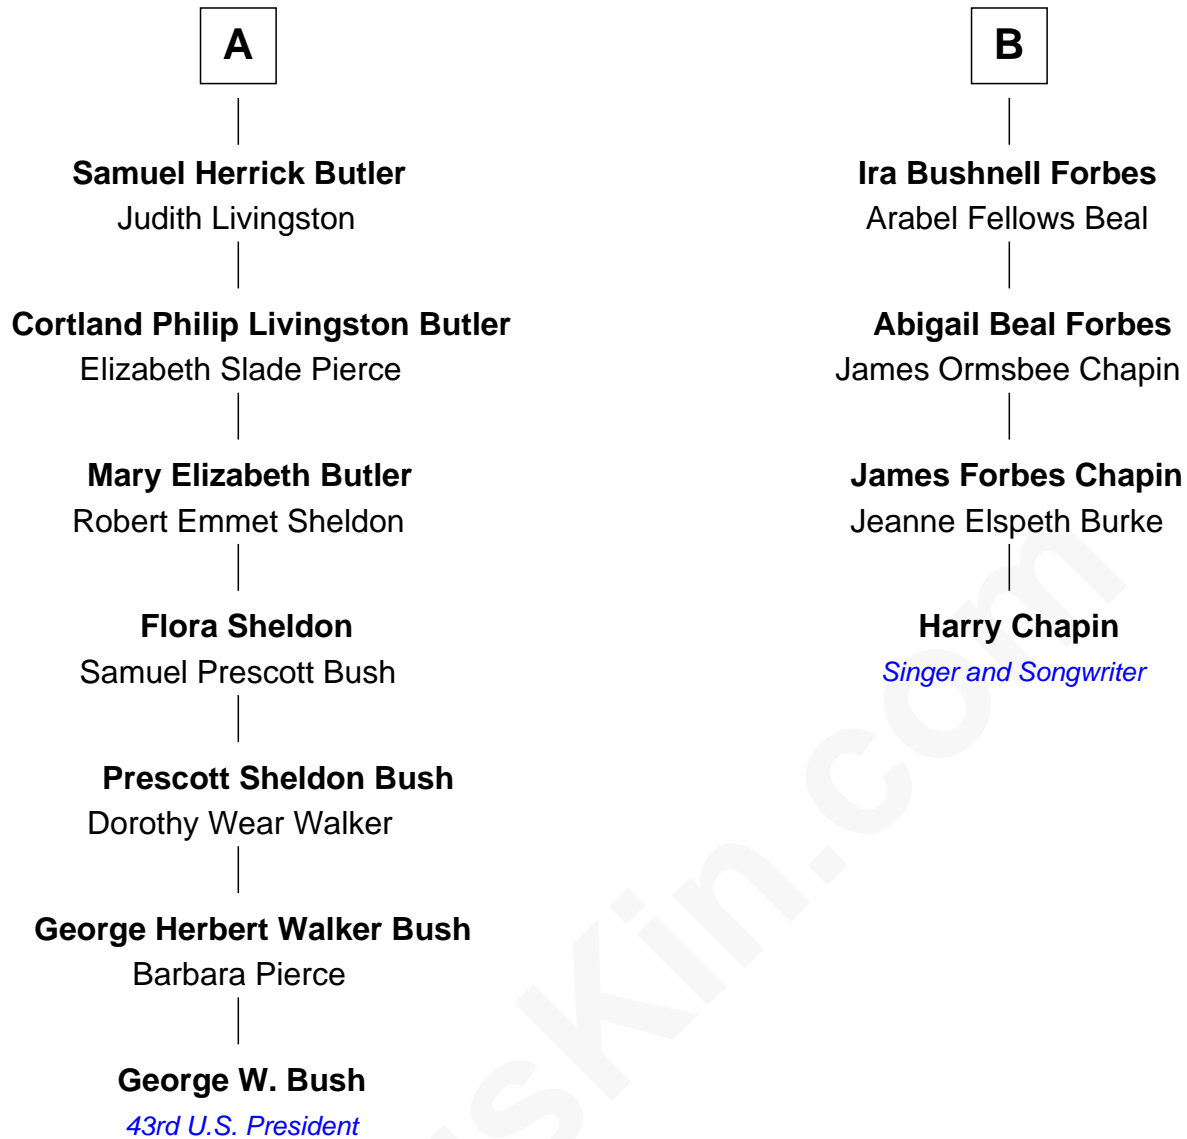 A
Samuel Herrick Butler
Judith Livingston
Cortland Philip Livingston Butler
Elizabeth Slade Pierce
Mary Elizabeth Butler
Robert Emmet Sheldon
Flora Sheldon
Samuel Prescott Bush
Prescott Sheldon Bush
Dorothy Wear Walker
George Herbert Walker Bush
Barbara Pierce
George W. Bush
43rd U.S. President
B
Ira Bushnell Forbes
Arabel Fellows Beal
Abigail Beal Forbes
James Ormsbee Chapin
James Forbes Chapin
Jeanne Elspeth Burke
Harry Chapin
Singer and Songwriter
sKin.com